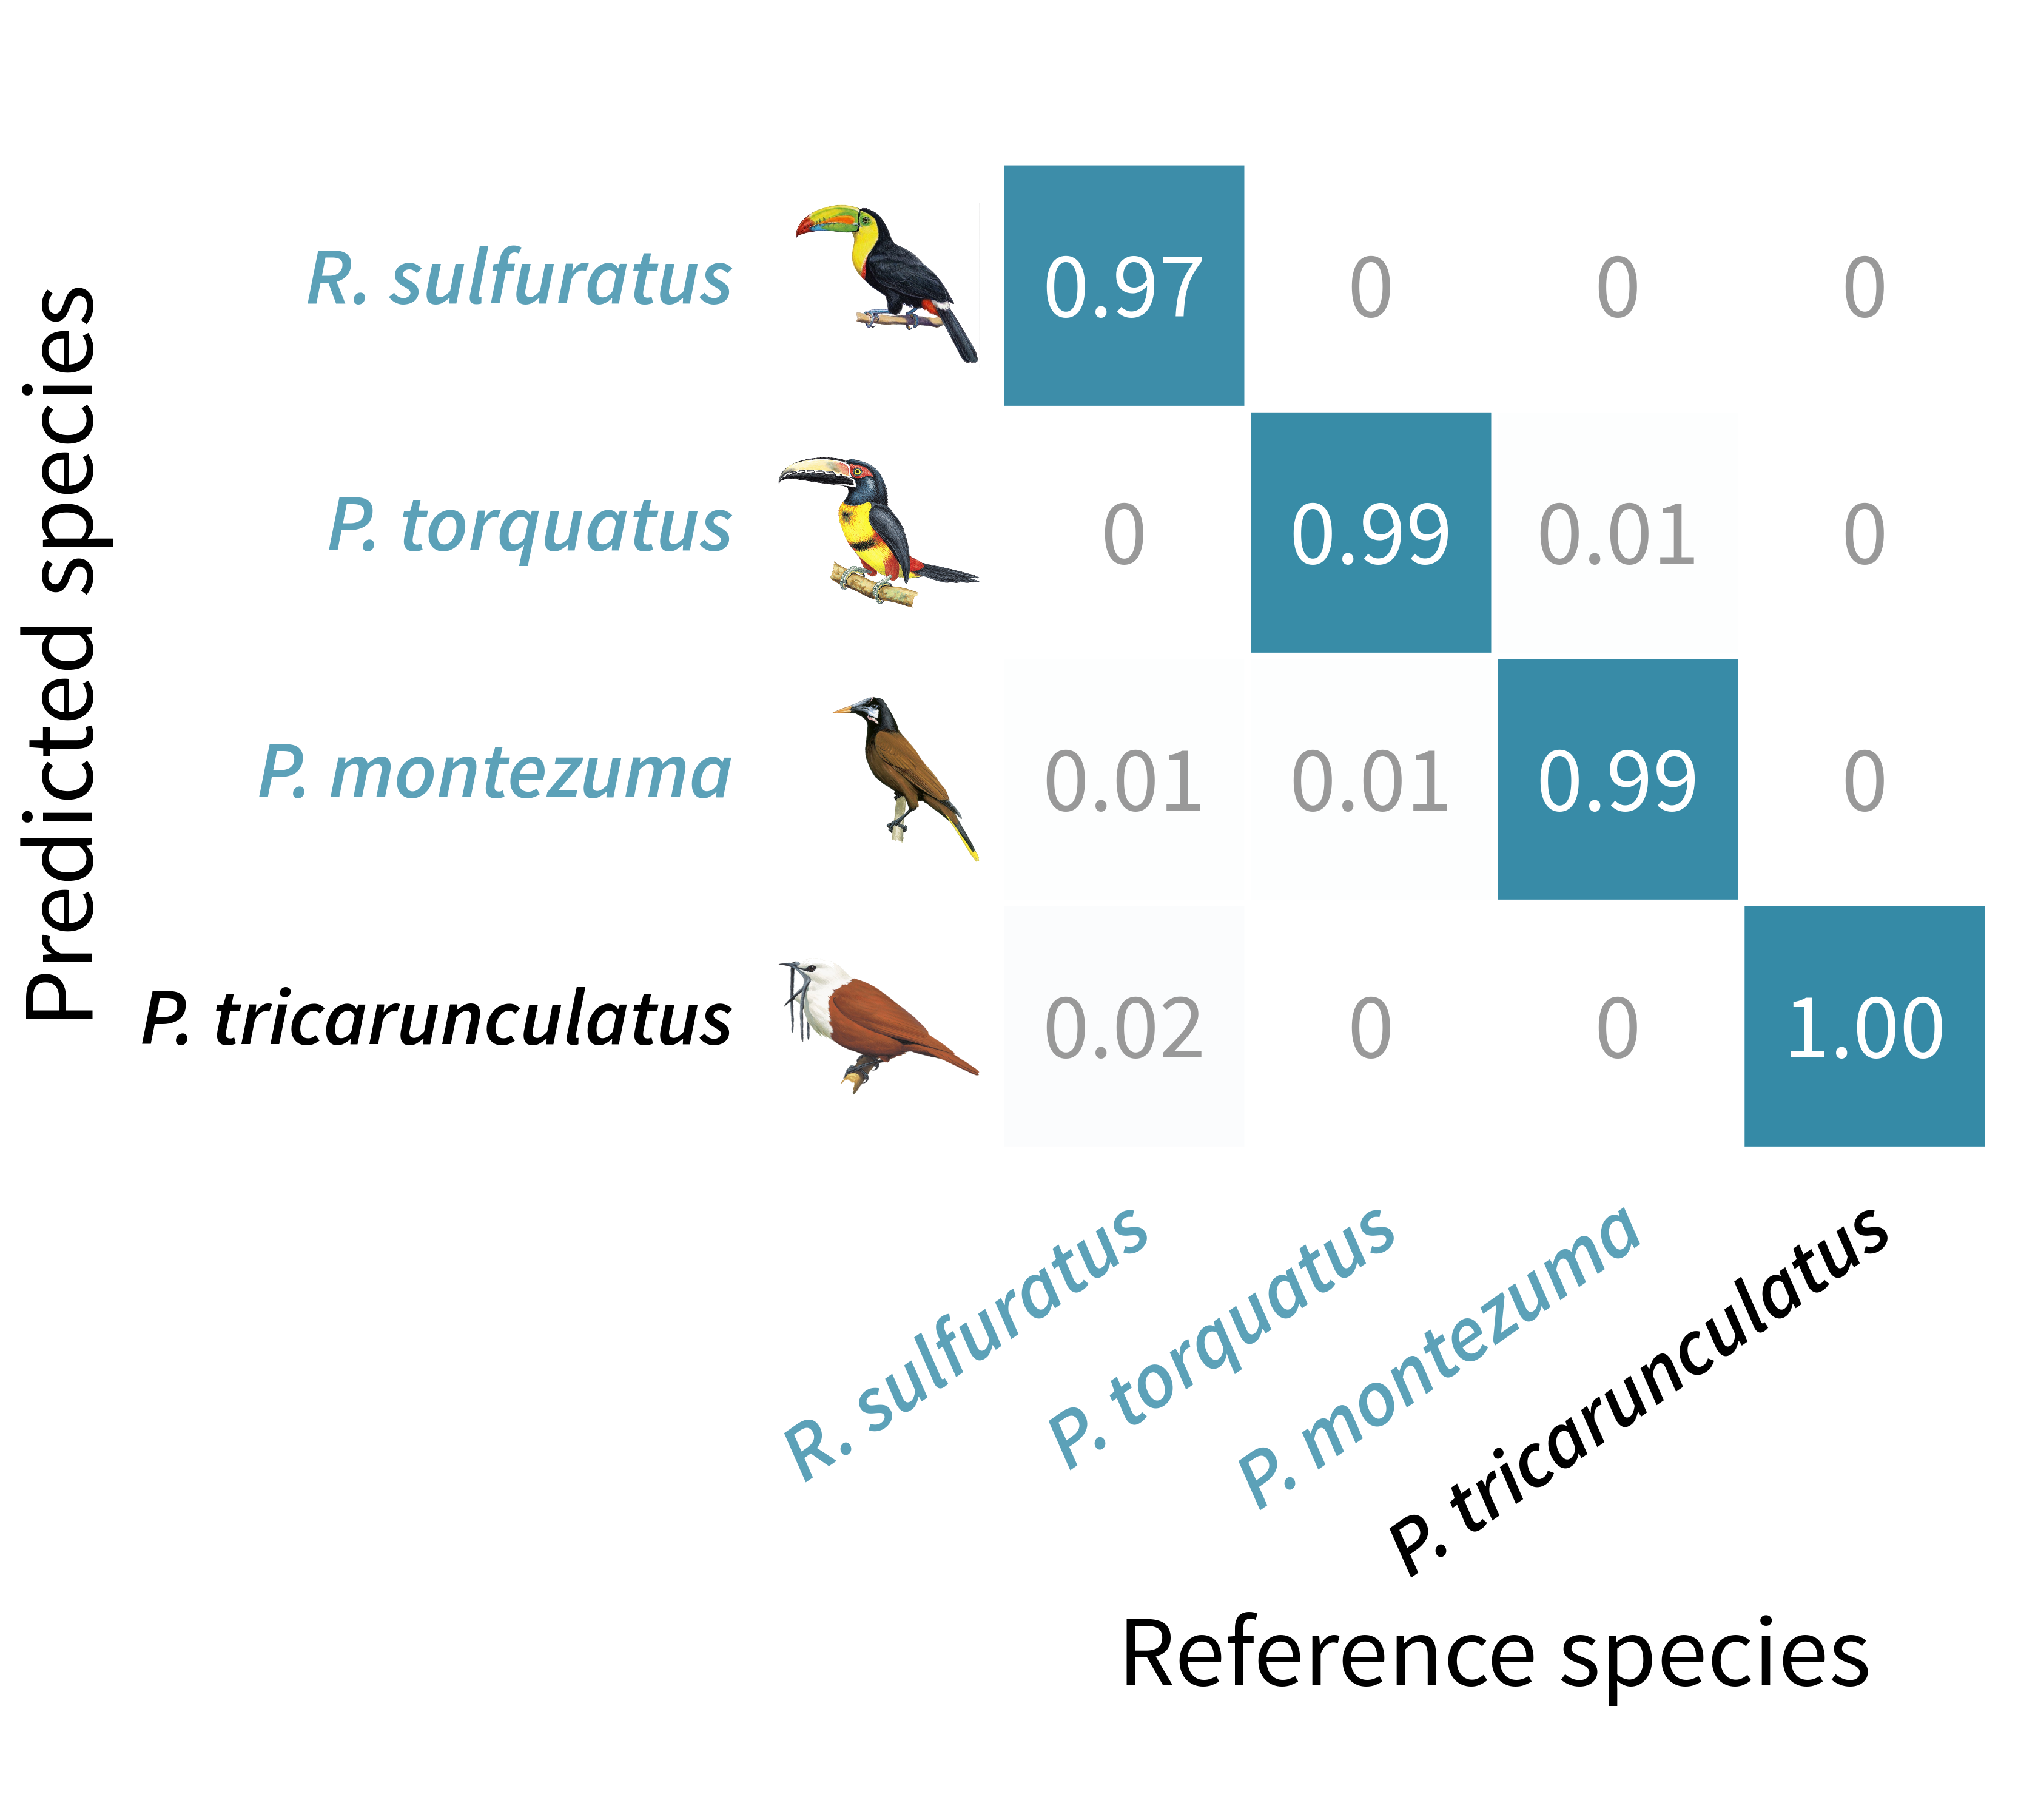 Predicted species
R. sulfuratus 0.97 0 0 0
P. torquatus 0 0.99 0.01 0
P. montezuma 0.01 0.01 0.99 0
P. tricarunculatus 0.02 0 0 1.00
R. sulfuratus
P. torquatus
P. montezuma
P. tricarunculatus
Reference species